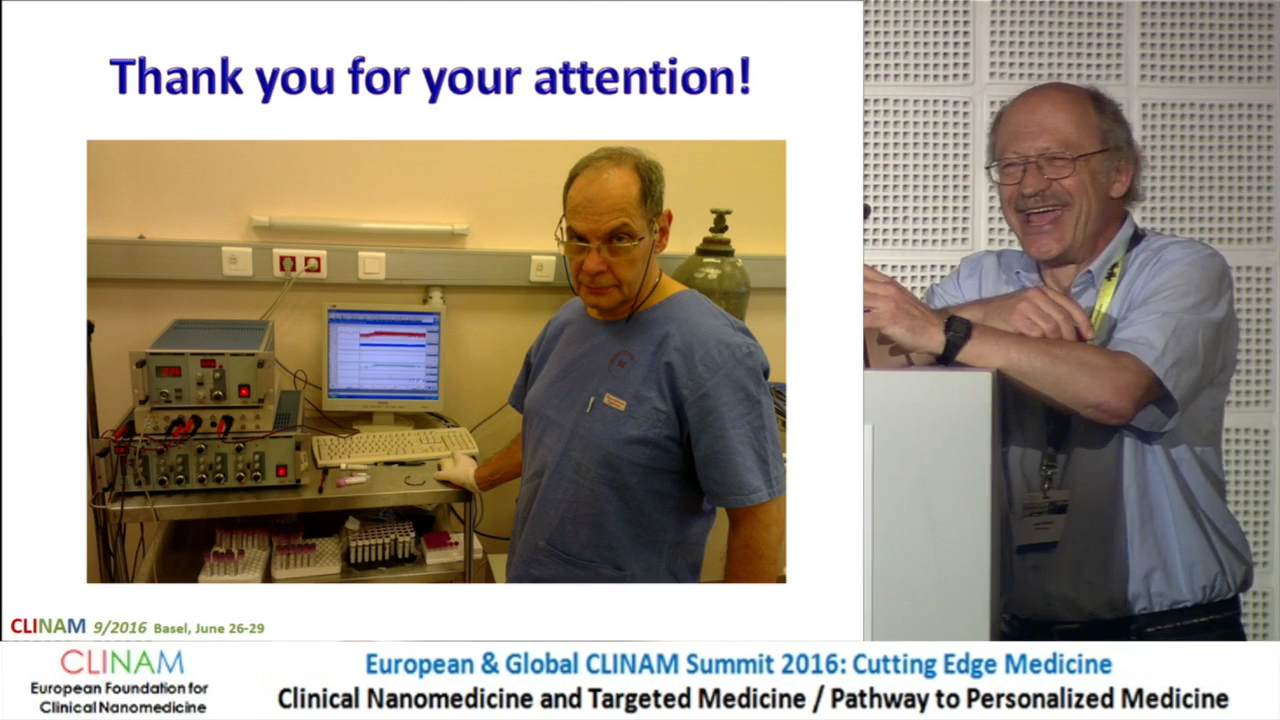 Thank you for your attention!
CLINAM 9/2016 Basel, June 26-29
CLINAM
European Foundation for
Clinical Nanomedicine
European & Global CLINAM Summit 2016: Cutting Edge Medicine
Clinical Nanomedicine and Targeted Medicine / Pathway to Personalized Medicine